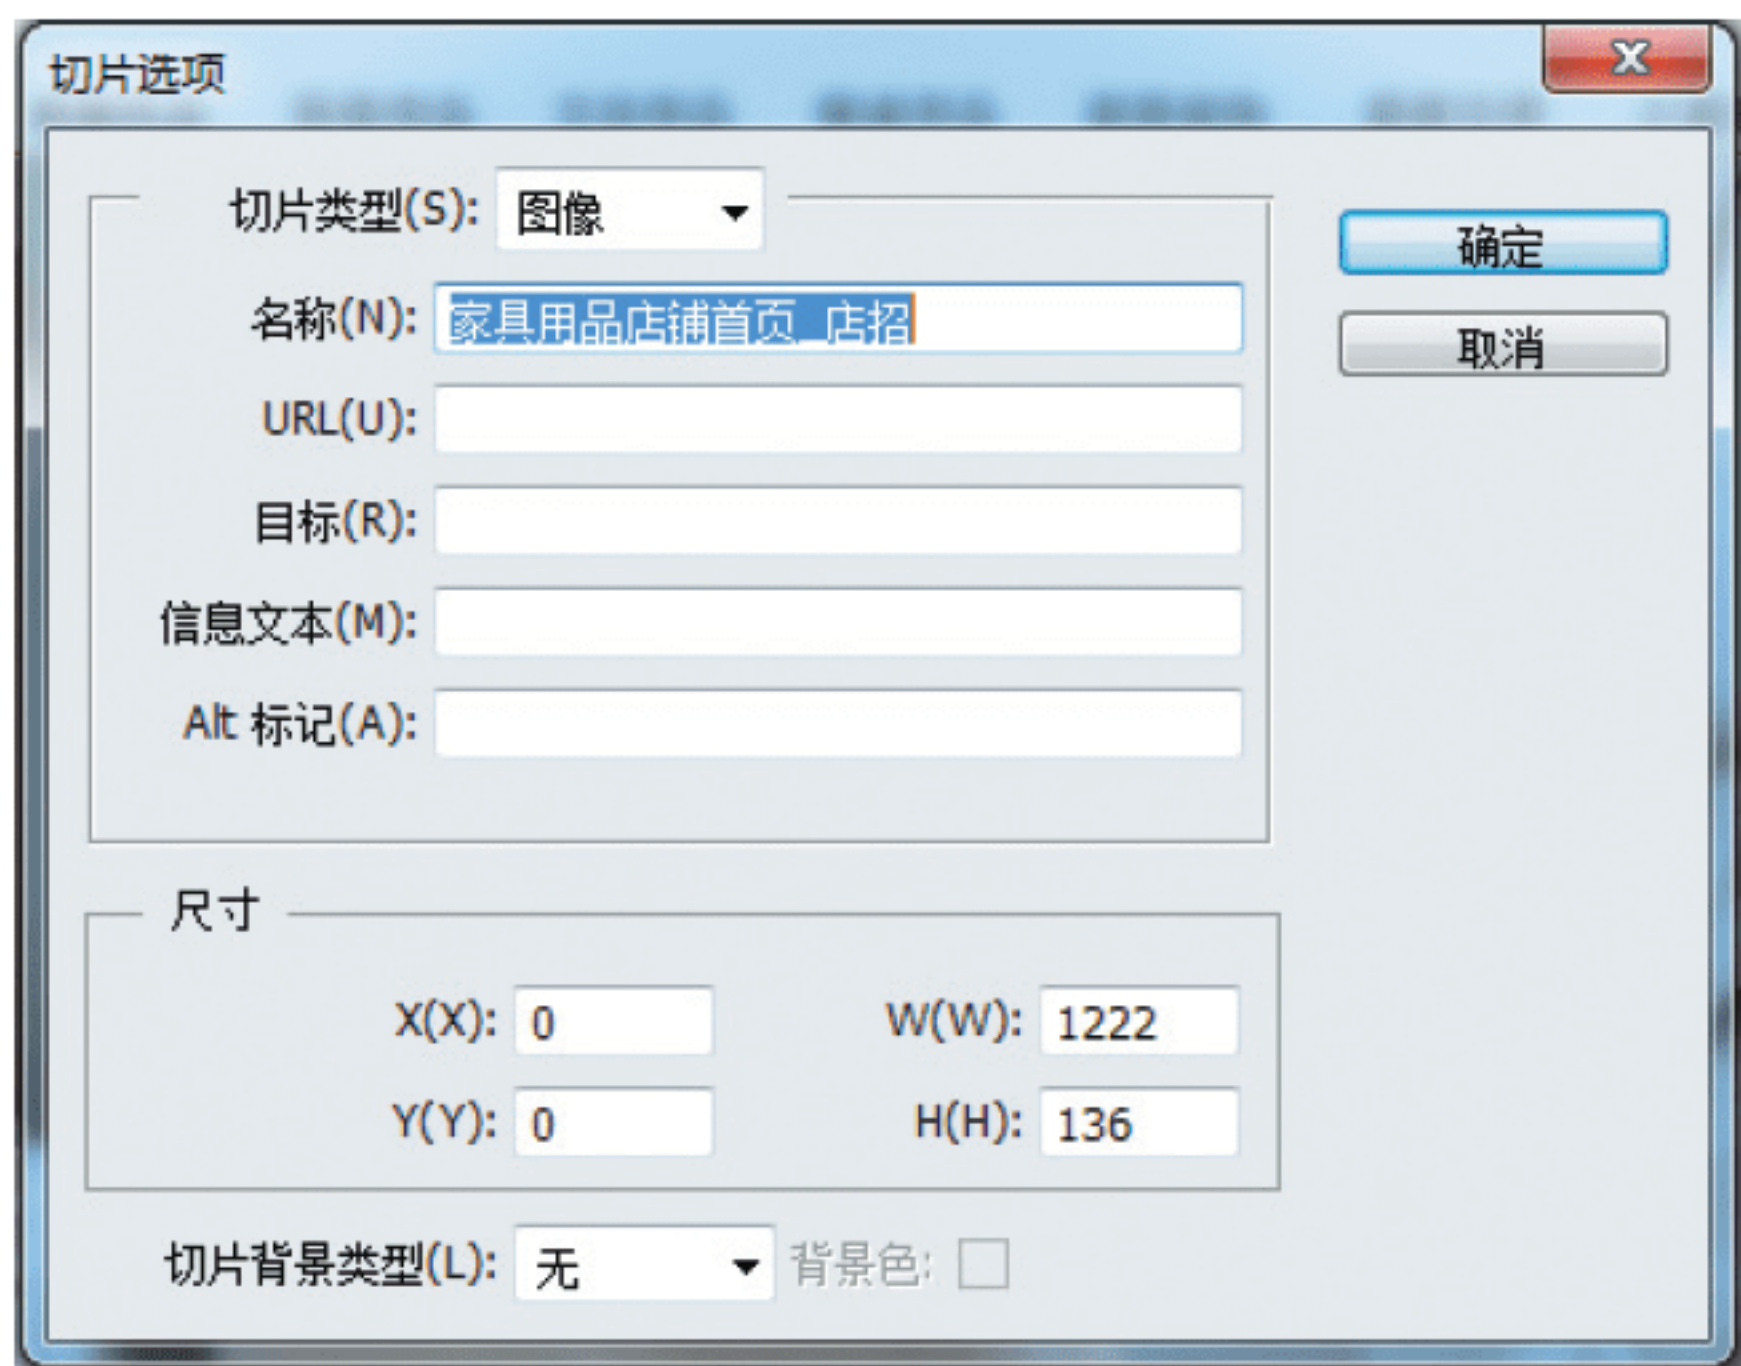 切片选项
切片类型(S): 图像
确定
名称(N): 家具用品店铺首页_店招
取消
URL(U):
目标(R):
信息文本(M):
Alt 标记(A):
尺寸
X(X): 0 W(W): 1222
Y(Y): 0 H(H): 136
切片背景类型(L): 无 背景色: